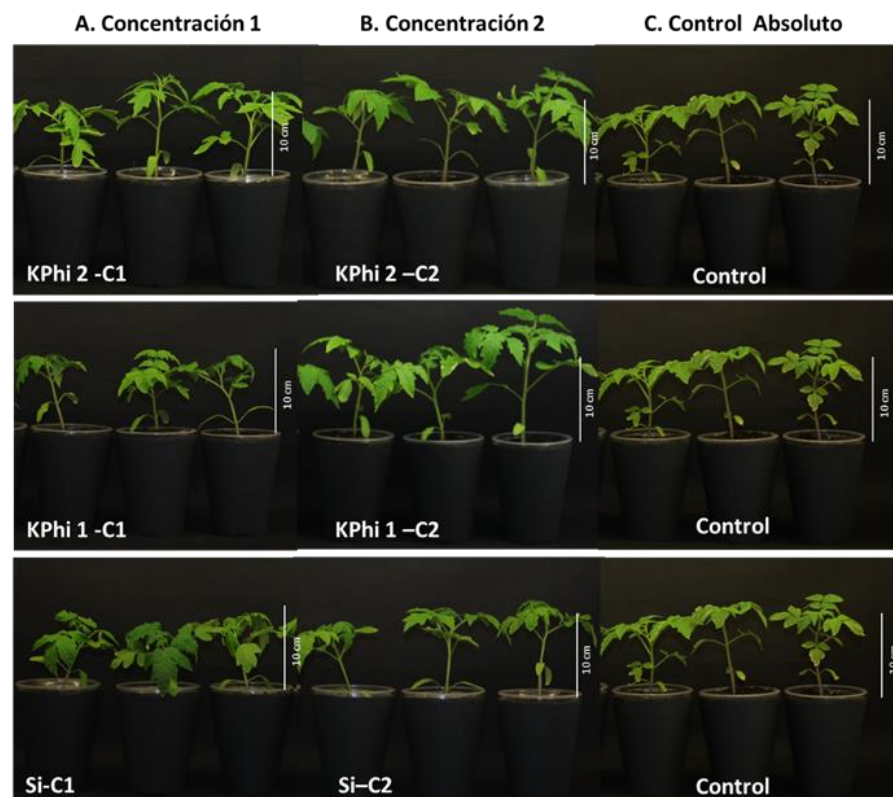 A. Concentración 1
B. Concentración 2
C. Control Absoluto
10 cm
10 cm
10 cm
KPhi 2 -C1
KPhi 2 –C2
Control
10 cm
10 cm
10 cm
KPhi 1 -C1
KPhi 1 –C2
Control
10 cm
10 cm
10 cm
Si-C1
Si–C2
Control